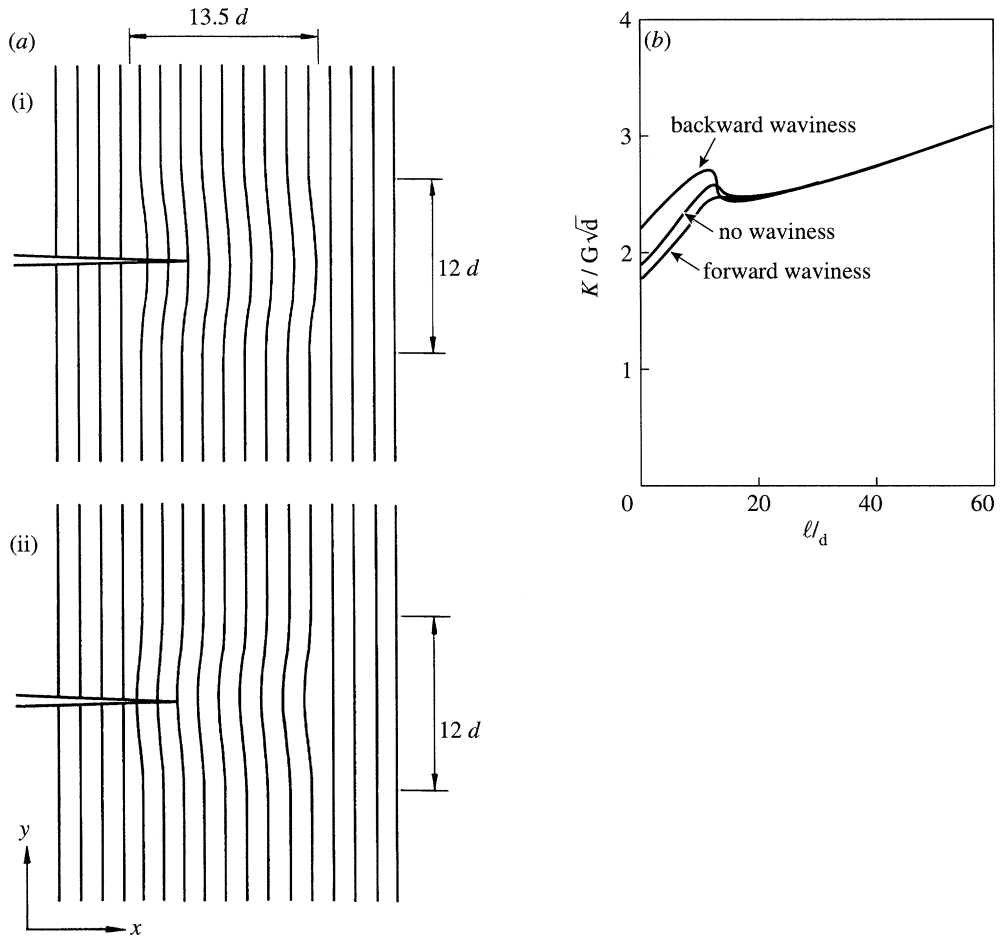 (a)
13.5 d
(i)
12 d
(ii)
12 d
y
x
(b)
4
3
2
1
0
20
40
60
backward waviness
no waviness
forward waviness
K / G√d
ℓ/d